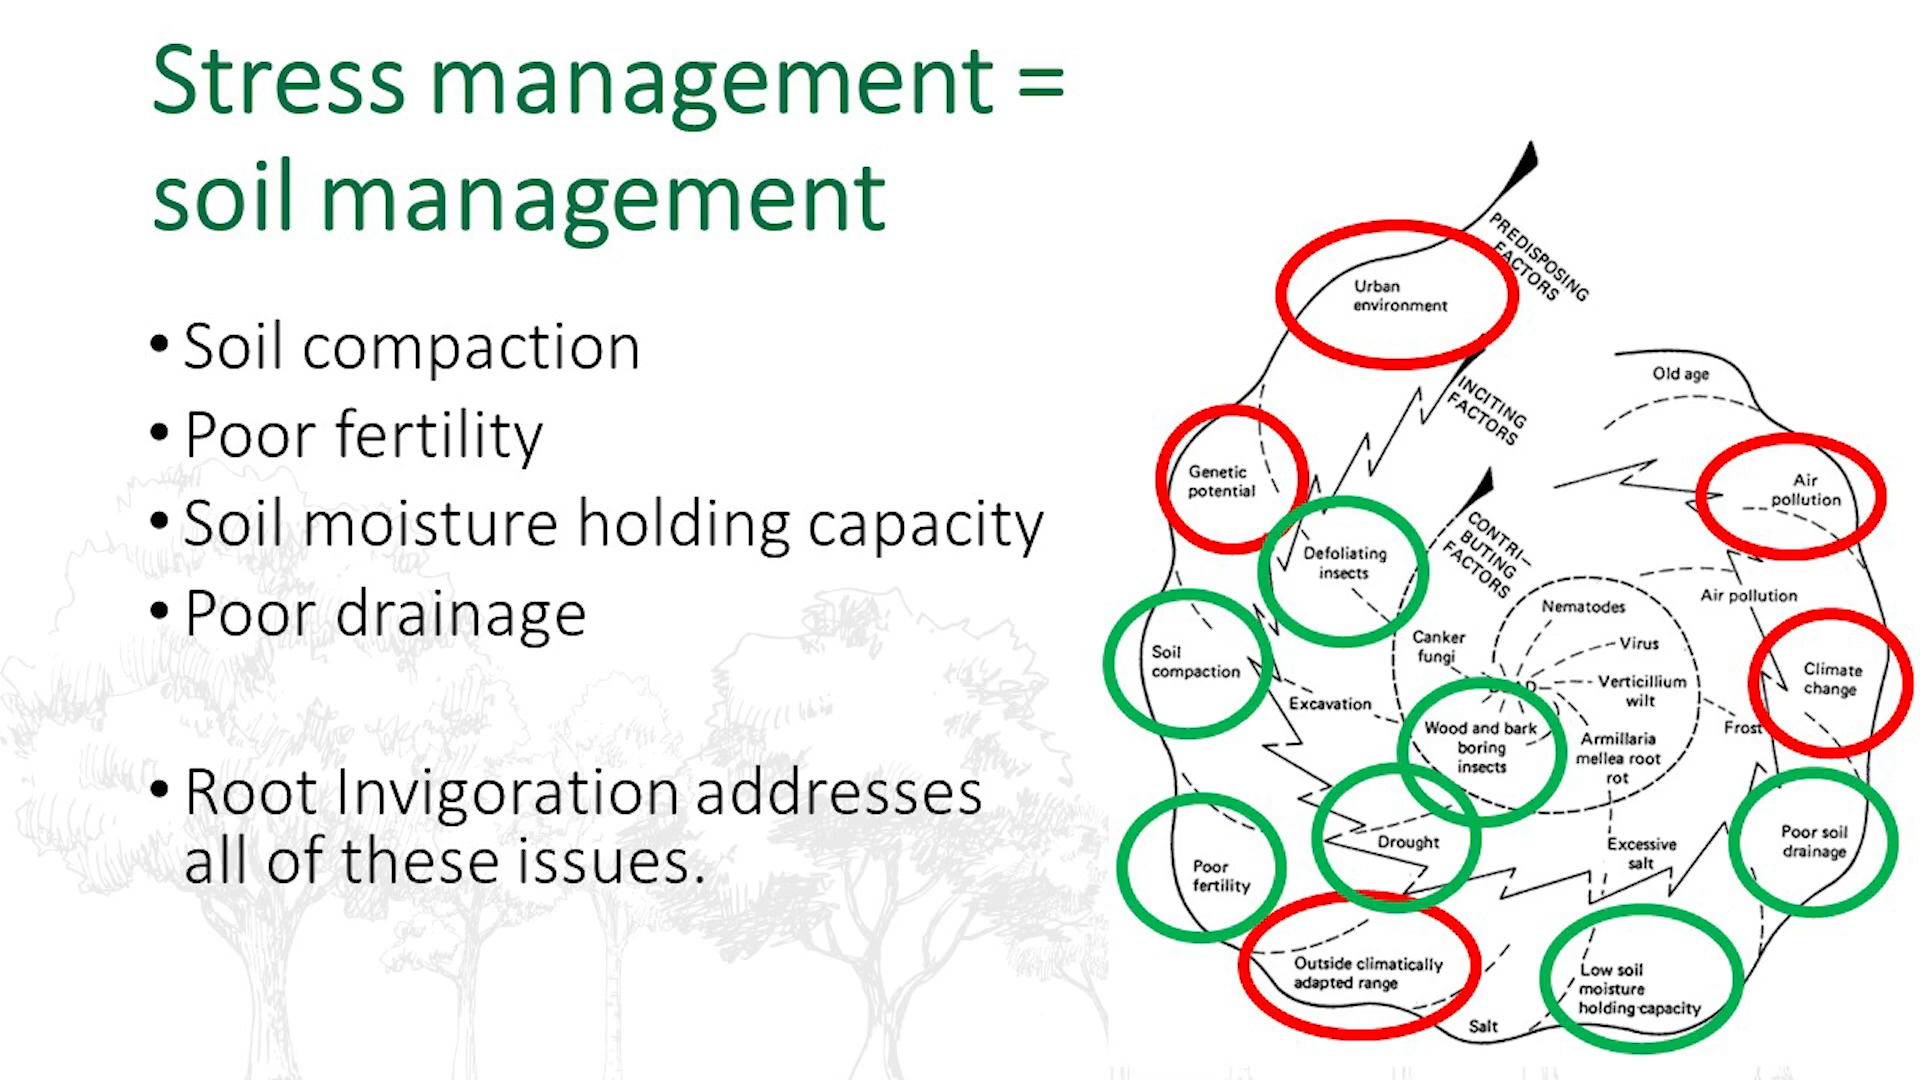 Stress management =
soil management
• Soil compaction
• Poor fertility
• Soil moisture holding capacity
• Poor drainage
• Root Invigoration addresses
all of these issues.
PREDISPOSING
FACTORS
Urban
environment
INCITING
FACTORS
Old age
Genetic
potential
Air
pollution
CONTRI–
BUTING
FACTORS
Defoliating
insects
Air pollution
Nematodes
Canker
fungi
Virus
Soil
compaction
Climate
change
Verticillium
wilt
Excavation
Frost
Wood and bark
boring
insects
Armillaria
mellea root
rot
Drought
Excessive
salt
Poor soil
drainage
Poor
fertility
Outside climatically
adapted range
Low soil
moisture
holding-capacity
Salt